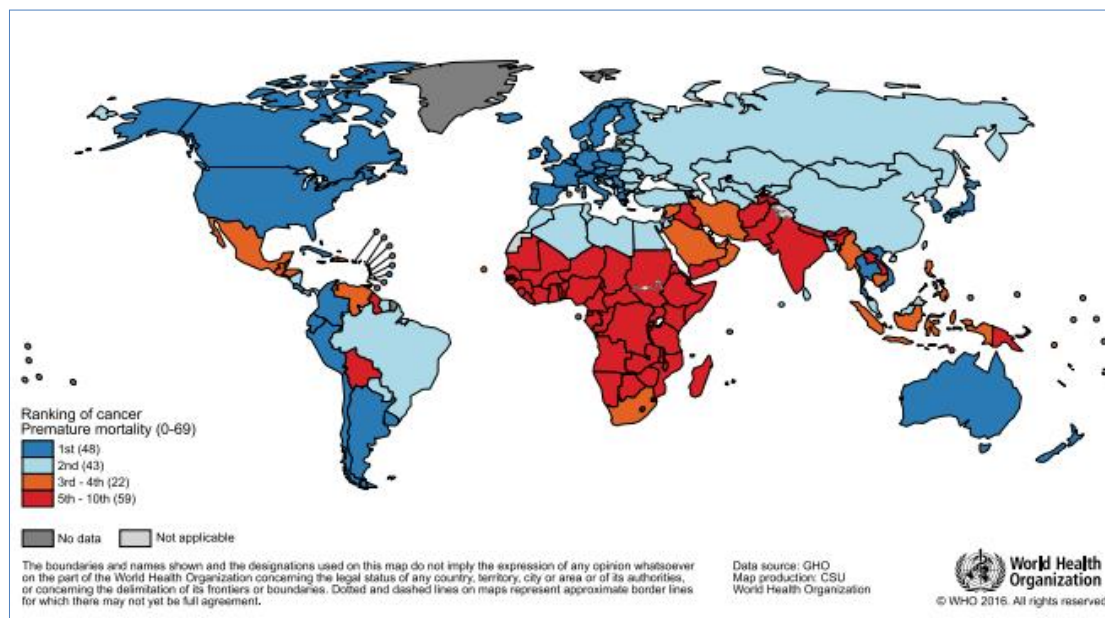 Ranking of cancer
Premature mortality (0-69)
1st (48)
2nd (43)
3rd - 4th (22)
5th - 10th (59)
No data
Not applicable
The boundaries and names shown and the designations used on this map do not imply the expression of any opinion whatsoever
on the part of the World Health Organization concerning the legal status of any country, territory, city or area or of its authorities,
or concerning the delimitation of its frontiers or boundaries. Dotted and dashed lines on maps represent approximate border lines
for which there may not yet be full agreement.
Data source: GHO
Map production: CSU
World Health Organization
World Health
Organization
© WHO 2016. All rights reserved